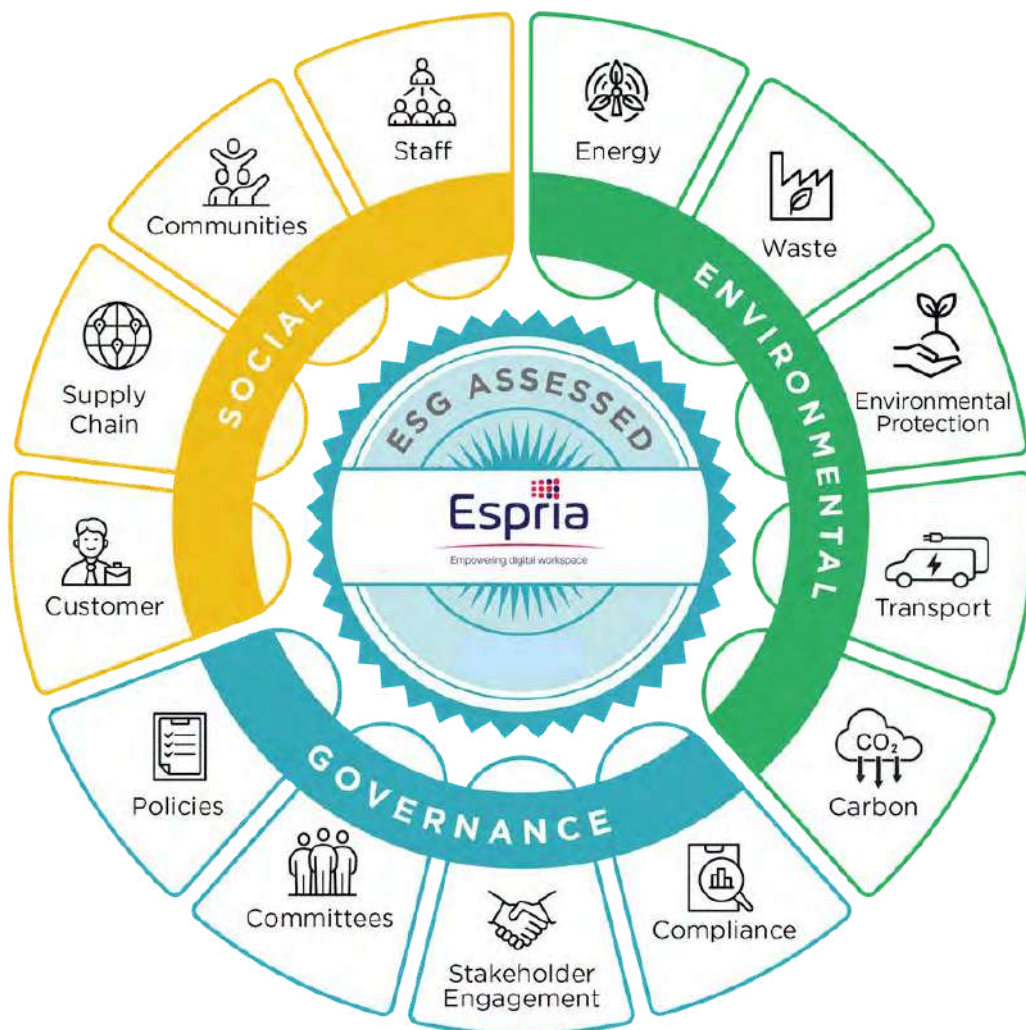 Staff
Energy
Communities
Waste
Supply
Chain
Environmental
Protection
Customer
Transport
Policies
Carbon
CO₂
Committees
Compliance
Stakeholder
Engagement
SOCIAL
ENVIRONMENTAL
GOVERNANCE
ESG ASSESSED
Espria
Empowering digital workspace